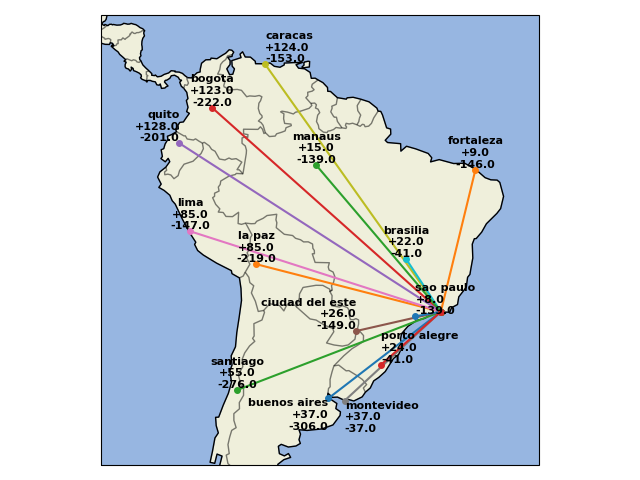 caracas
+124.0
-153.0
bogota
+123.0
-222.0
quito
+128.0
-201.0
manaus
+15.0
-139.0
fortaleza
+9.0
-146.0
lima
+85.0
-147.0
la paz
+85.0
-219.0
brasilia
+22.0
-41.0
sao paulo
+8.0
-139.0
ciudad del este
+26.0
-149.0
porto alegre
+24.0
-41.0
santiago
+55.0
-276.0
buenos aires
+37.0
-306.0
montevideo
+37.0
-37.0